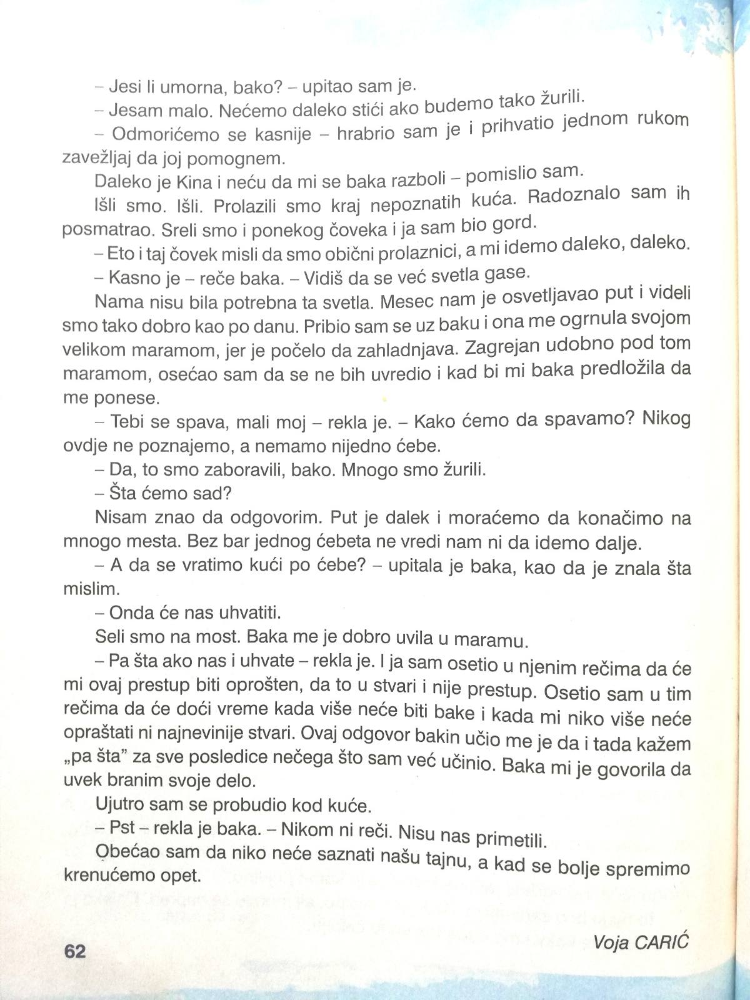 – Jesi li umorna, bako? – upitao sam je.
– Jesam malo. Nećemo daleko stići ako budemo tako žurili.
– Odmorićemo se kasnije – hrabrio sam je i prihvatio jednom rukom
zavežljaj da joj pomognem.
Daleko je Kina i neću da mi se baka razboli – pomislio sam.
Išli smo. Išli. Prolazili smo kraj nepoznatih kuća. Radoznalo sam ih
posmatrao. Sreli smo i ponekog čoveka i ja sam bio gord.
– Eto i taj čovek misli da smo obični prolaznici, a mi idemo daleko, daleko.
– Kasno je – reče baka. – Vidiš da se već svetla gase.
Nama nisu bila potrebna ta svetla. Mesec nam je osvetljavao put i videli
smo tako dobro kao po danu. Pribio sam se uz baku i ona me ogrnula svojom
velikom maramom, jer je počelo da zahladnjava. Zagrejan udobno pod tom
maramom, osećao sam da se ne bih uvredio i kad bi mi baka predložila da
me ponese.
– Tebi se spava, mali moj – rekla je. – Kako ćemo da spavamo? Nikog
ovdje ne poznajemo, a nemamo nijedno ćebe.
– Da, to smo zaboravili, bako. Mnogo smo žurili.
– Šta ćemo sad?
Nisam znao da odgovorim. Put je dalek i moraćemo da konačimo na
mnogo mesta. Bez bar jednog ćebeta ne vredi nam ni da idemo dalje.
– A da se vratimo kući po ćebe? – upitala je baka, kao da je znala šta
mislim.
– Onda će nas uhvatiti.
Seli smo na most. Baka me je dobro uvila u maramu.
– Pa šta ako nas i uhvate – rekla je. I ja sam osetio u njenim rečima da će
mi ovaj prestup biti oprošten, da to u stvari i nije prestup. Osetio sam u tim
rečima da će doći vreme kada više neće biti bake i kada mi niko više neće
opraštati ni najnevinije stvari. Ovaj odgovor bakin učio me je da i tada kažem
„pa šta” za sve posledice nečega što sam već učinio. Baka mi je govorila da
uvek branim svoje delo.
Ujutro sam se probudio kod kuće.
– Pst – rekla je baka. – Nikom ni reči. Nisu nas primetili.
Obećao sam da niko neće saznati našu tajnu, a kad se bolje spremimo
krenućemo opet.
Voja CARIĆ
62